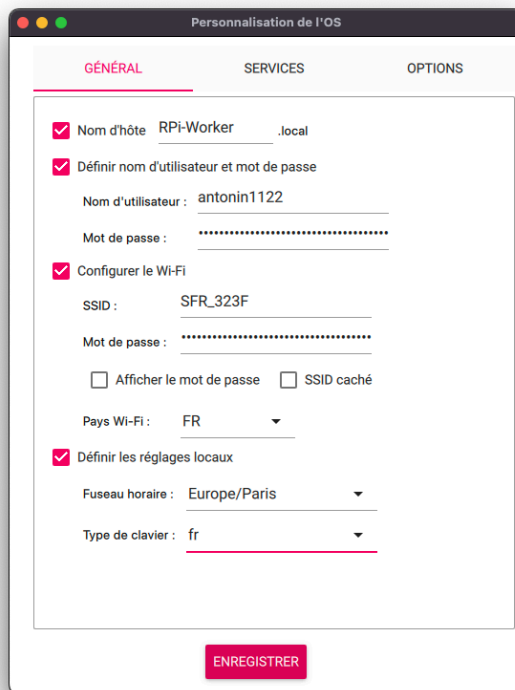 Personnalisation de l'OS
GÉNÉRAL SERVICES OPTIONS
Nom d'hôte RPi-Worker .local
Définir nom d'utilisateur et mot de passe
Nom d'utilisateur : antonin1122
Mot de passe : •••••••••••••••••••••••••••••••••••••
Configurer le Wi-Fi
SSID : SFR_323F
Mot de passe : •••••••••••••••••••••••••••••••••••••
Afficher le mot de passe SSID caché
Pays Wi-Fi : FR
Définir les réglages locaux
Fuseau horaire : Europe/Paris
Type de clavier : fr
ENREGISTRER